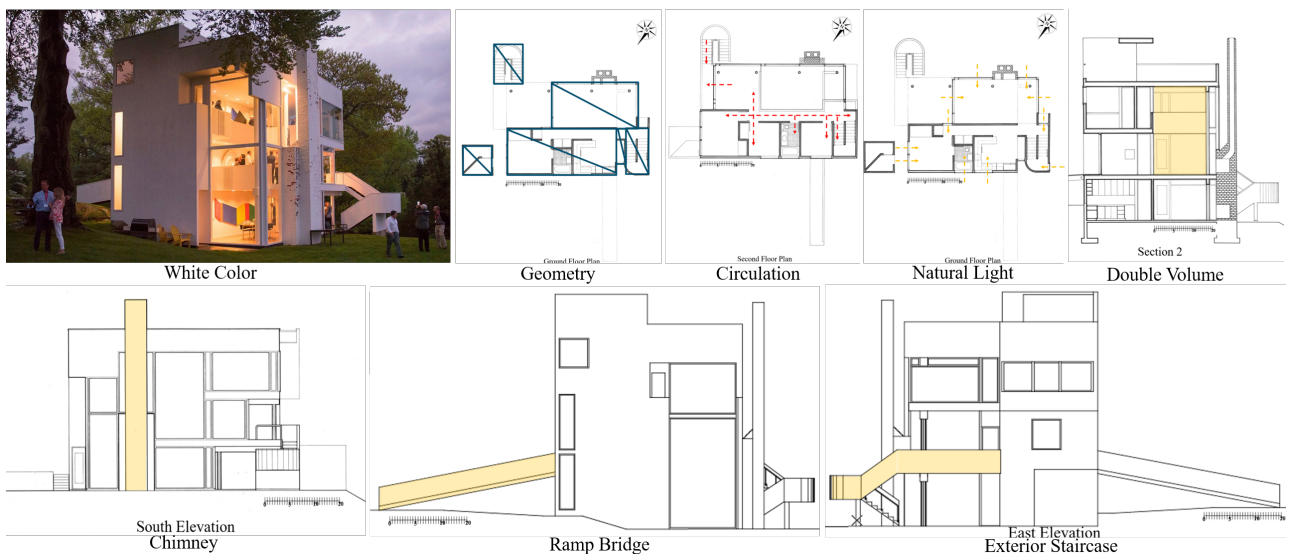 Ground Floor Plan
Second Floor Plan
Ground Floor Plan
Section 2
White Color
Geometry
Circulation
Natural Light
Double Volume
South Elevation
Chimney
Ramp Bridge
East Elevation
Exterior Staircase